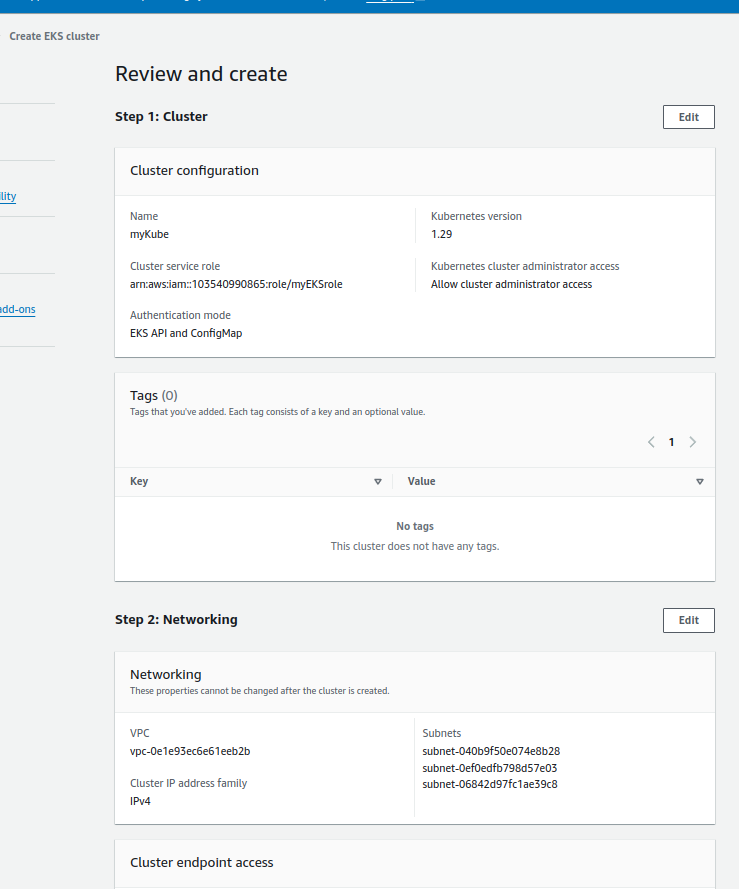 Create EKS cluster
Review and create
Step 1: Cluster
Edit
Cluster configuration
Name
myKube
Kubernetes version
1.29
Cluster service role
arn:aws:iam::103540990865:role/myEKSrole
Kubernetes cluster administrator access
Allow cluster administrator access
Authentication mode
EKS API and ConfigMap
ility
add-ons
Tags (0)
Tags that you've added. Each tag consists of a key and an optional value.
1
Key
Value
No tags
This cluster does not have any tags.
Step 2: Networking
Edit
Networking
These properties cannot be changed after the cluster is created.
VPC
vpc-0e1e93ec6e61eeb2b
Subnets
subnet-040b9f50e074e8b28
subnet-0ef0edfb798d57e03
subnet-06842d97fc1ae39c8
Cluster IP address family
IPv4
Cluster endpoint access